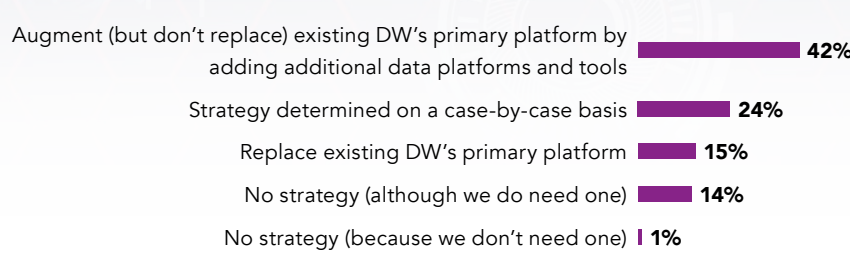 Augment (but don’t replace) existing DW’s primary platform by
adding additional data platforms and tools
42%
Strategy determined on a case-by-case basis 24%
Replace existing DW’s primary platform 15%
No strategy (although we do need one) 14%
No strategy (because we don’t need one) 1%